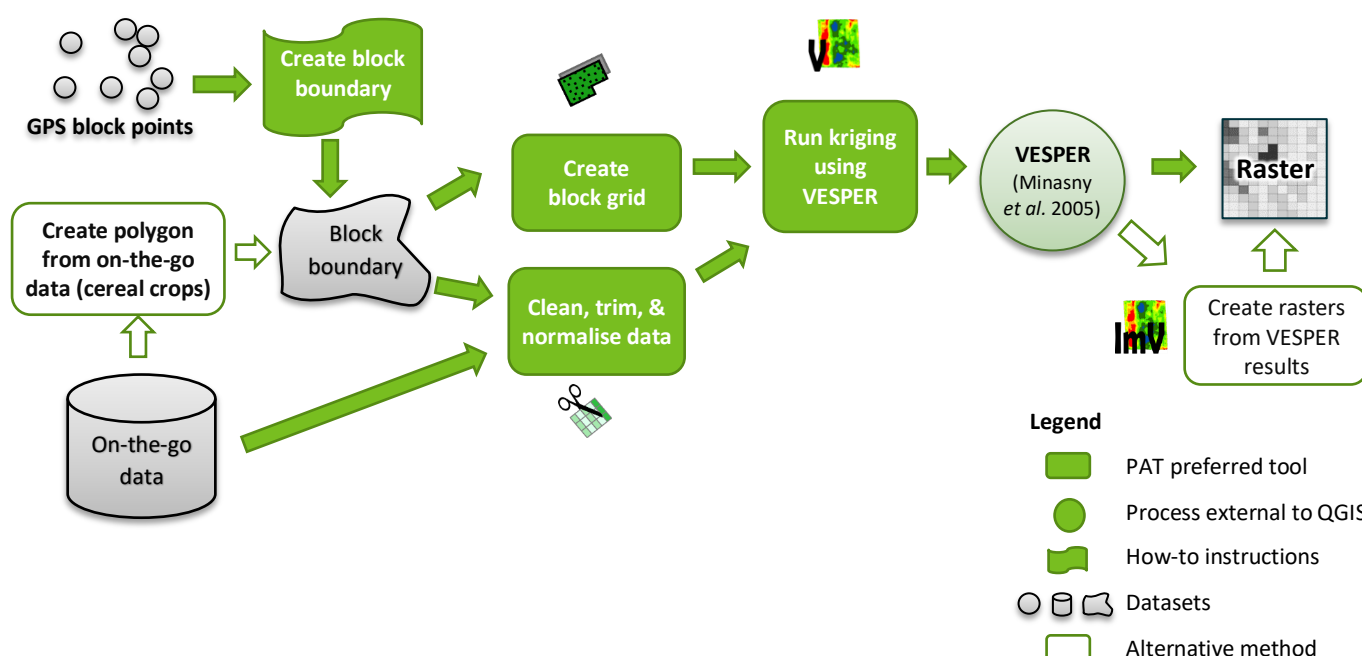 GPS block points
Create block
boundary
Create polygon
from on-the-go
data (cereal crops)
Block
boundary
On-the-go
data
Create
block grid
Clean, trim, &
normalise data
V
Run kriging
using
VESPER
VESPER
(Minasny
et al. 2005)
Raster
ImV
Create rasters
from VESPER
results
Legend
PAT preferred tool
Process external to QGIS
How-to instructions
Datasets
Alternative method